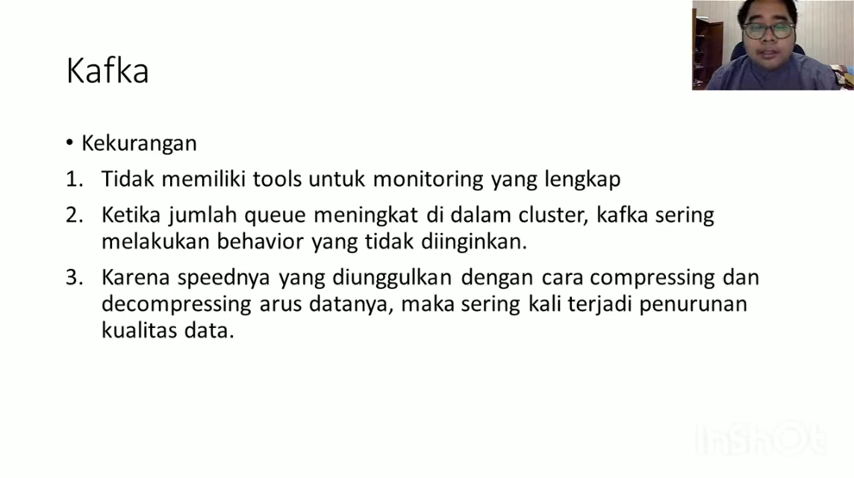 Kafka
• Kekurangan
1. Tidak memiliki tools untuk monitoring yang lengkap
2. Ketika jumlah queue meningkat di dalam cluster, kafka sering
melakukan behavior yang tidak diinginkan.
3. Karena speednya yang diunggulkan dengan cara compressing dan
decompressing arus datanya, maka sering kali terjadi penurunan
kualitas data.
InShOt